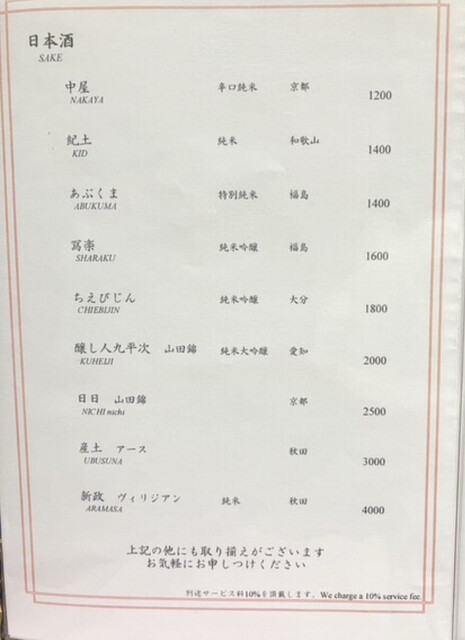 日本酒
SAKE
中屋 辛口純米 京都 1200
NAKAYA
紀土 純米 和歌山 1400
KID
あぶくま 特別純米 福島 1400
ABUKUMA
冩楽 純米吟醸 福島 1600
SHARAKU
ちえびじん 純米吟醸 大分 1800
CHIEBIJIN
醸し人九平次 山田錦 純米大吟醸 愛知 2000
KUHEIJI
日日 山田錦 京都 2500
NICHI nichi
産土 アース 秋田 3000
UBUSUNA
新政 ヴィリジアン 純米 秋田 4000
ARAMASA
上記の他にも取り揃えがございます
お気軽にお申しつけください
別途サービス料10%を頂戴します。We charge a 10% service fee.